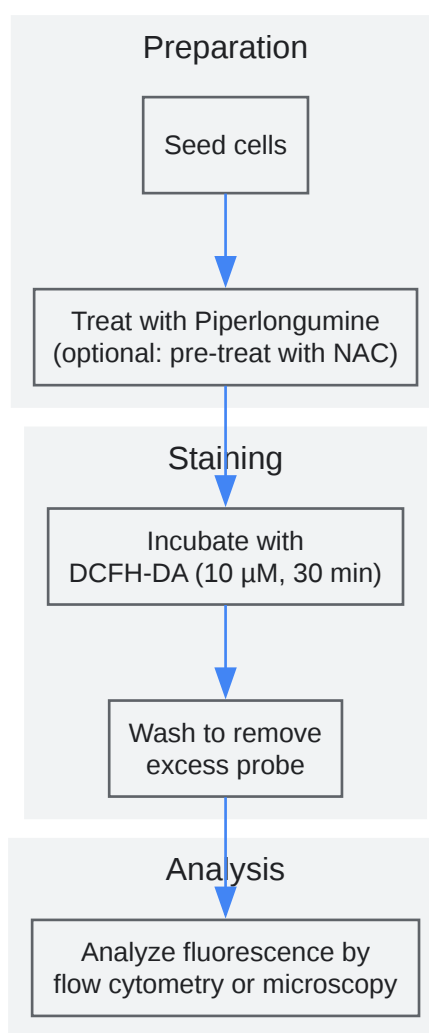 Preparation
Seed cells
Treat with Piperlongumine
(optional: pre-treat with NAC)
Staining
Incubate with
DCFH-DA (10 µM, 30 min)
Wash to remove
excess probe
Analysis
Analyze fluorescence by
flow cytometry or microscopy